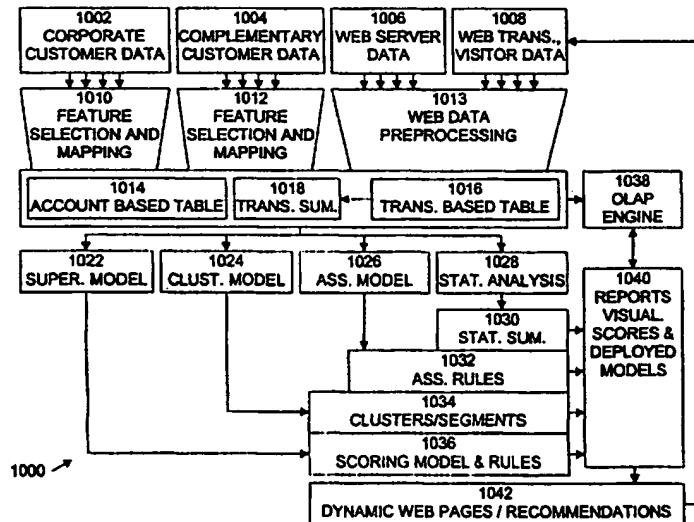 1002
CORPORATE
CUSTOMER DATA
1004
COMPLEMENTARY
CUSTOMER DATA
1006
WEB SERVER
DATA
1008
WEB TRANS.,
VISITOR DATA
1010
FEATURE
SELECTION AND
MAPPING
1012
FEATURE
SELECTION AND
MAPPING
1013
WEB DATA
PREPROCESSING
1014
ACCOUNT BASED TABLE
1018
TRANS. SUM.
1016
TRANS. BASED TABLE
1038
OLAP
ENGINE
1022
SUPER. MODEL
1024
CLUST. MODEL
1026
ASS. MODEL
1028
STAT. ANALYSIS
1040
REPORTS
VISUAL.
SCORES &
DEPLOYED
MODELS
1030
STAT. SUM.
1032
ASS. RULES
1034
CLUSTERS/SEGMENTS
1036
SCORING MODEL & RULES
1000
1042
DYNAMIC WEB PAGES / RECOMMENDATIONS